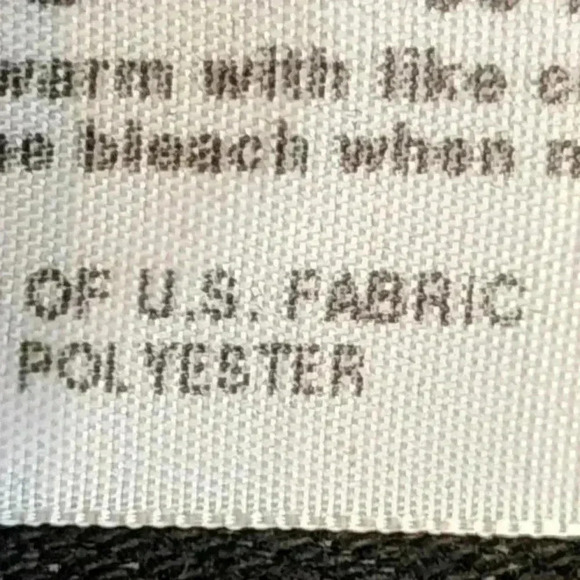 warm with like c
e bleach when n
OF U.S. FABRIC
POLYESTER